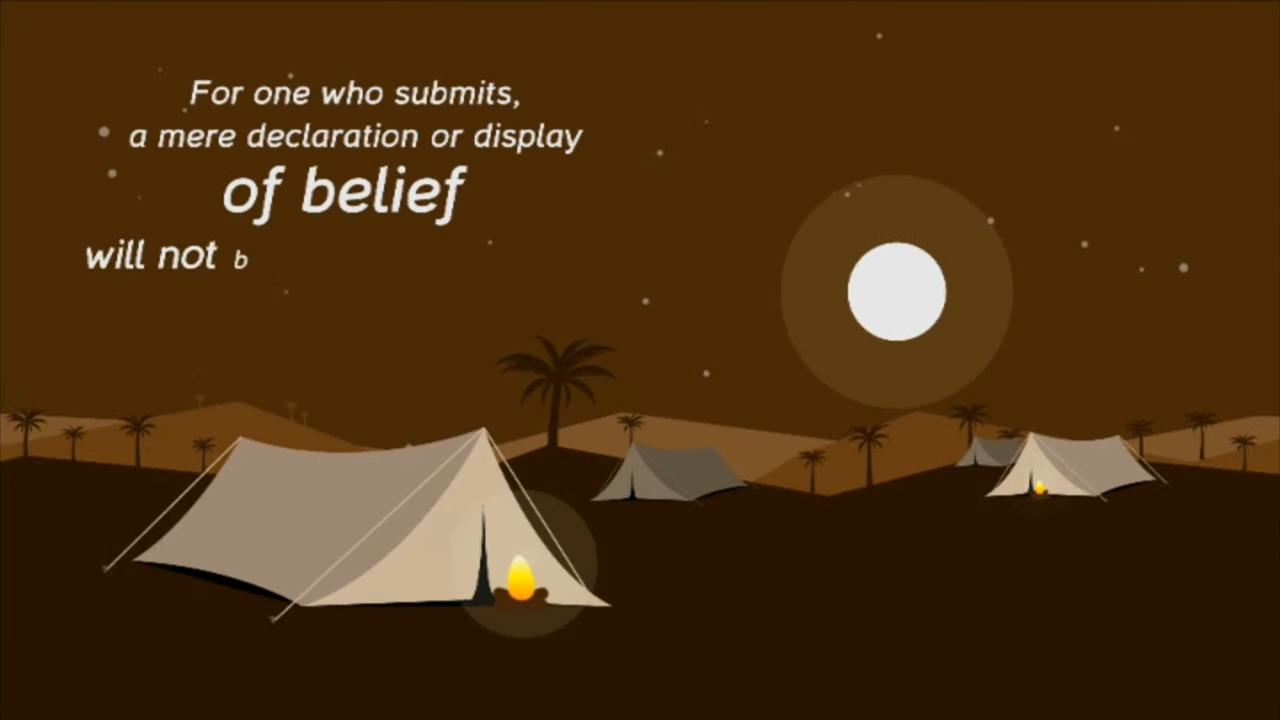 For one who submits,
a mere declaration or display
of belief
will not b